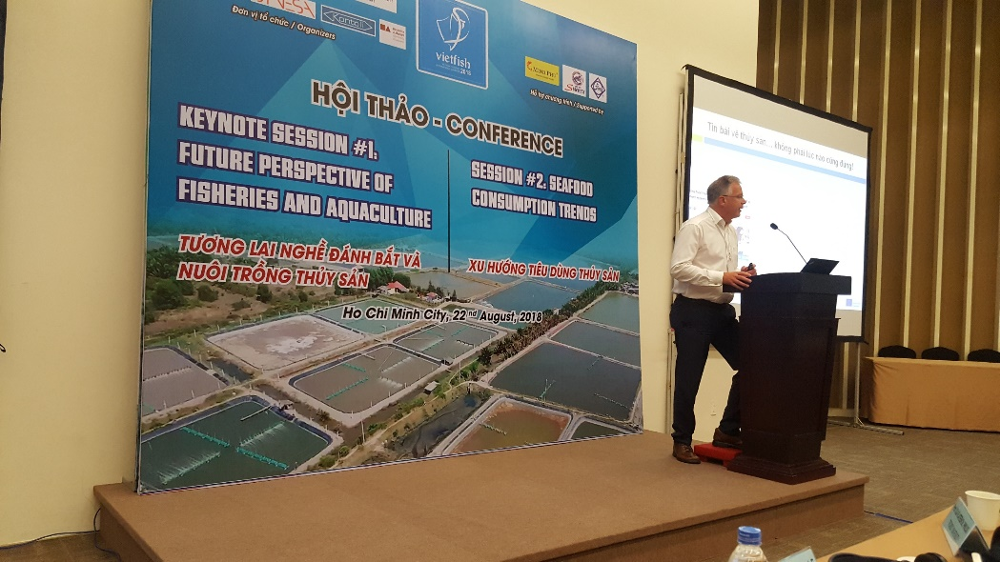 Đơn vị tổ chức / Organizers
Kontali
vietfish
2018
MINH PHU
Hỗ trợ chương trình / Supported by
HỘI THẢO - CONFERENCE
KEYNOTE SESSION #1:
FUTURE PERSPECTIVE OF
FISHERIES AND AQUACULTURE
TƯƠNG LAI NGHỀ ĐÁNH BẮT VÀ
NUÔI TRỒNG THỦY SẢN
SESSION #2: SEAFOOD
CONSUMPTION TRENDS
XU HƯỚNG TIÊU DÙNG THỦY SẢN
Ho Chi Minh City, 22nd August, 2018
Tin bài về thủy sản... không phải lúc nào cũng đúng!